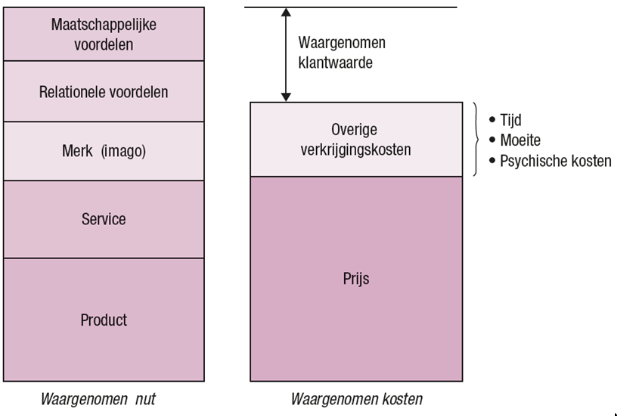 Maatschappelijke
voordelen
Relationele voordelen
Merk (imago)
Service
Product
Waargenomen nut
Waargenomen
klantwaarde
Overige
verkrijgingskosten
• Tijd
• Moeite
• Psychische kosten
Prijs
Waargenomen kosten